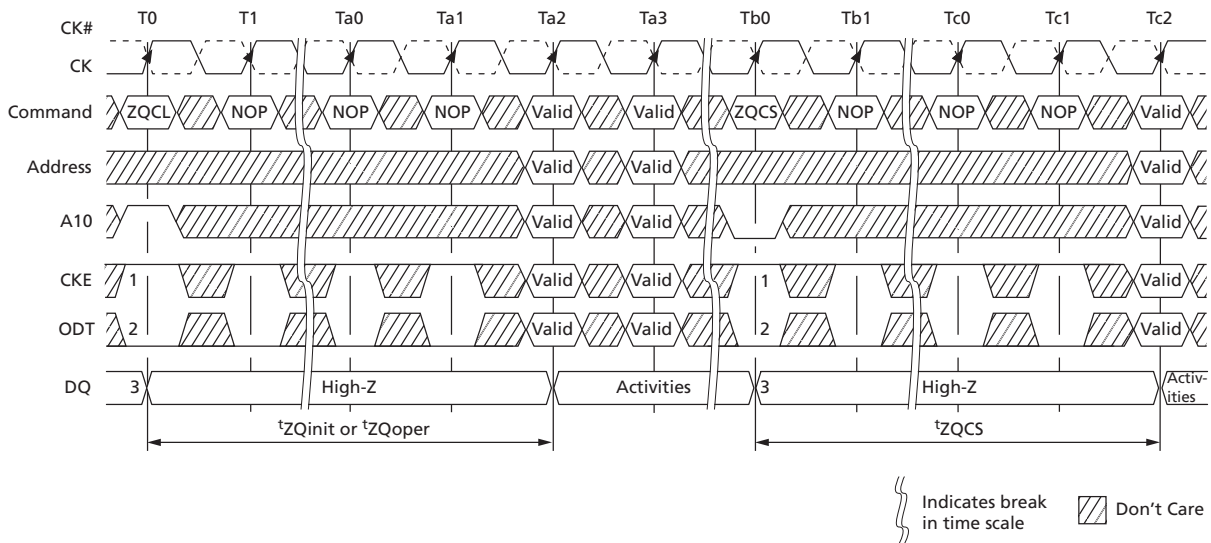 T0 T1 Ta0 Ta1 Ta2 Ta3 Tb0 Tb1 Tc0 Tc1 Tc2
CK#
CK
Command ZQCL NOP NOP NOP Valid Valid ZQCS NOP NOP NOP Valid
Address Valid Valid Valid
A10 Valid Valid Valid
CKE 1 Valid Valid 1 Valid
ODT 2 Valid Valid 2 Valid
DQ 3 High-Z Activities 3 High-Z Activ-
ities
tZQinit or tZQoper tZQCS
Indicates break
in time scale
Don't Care